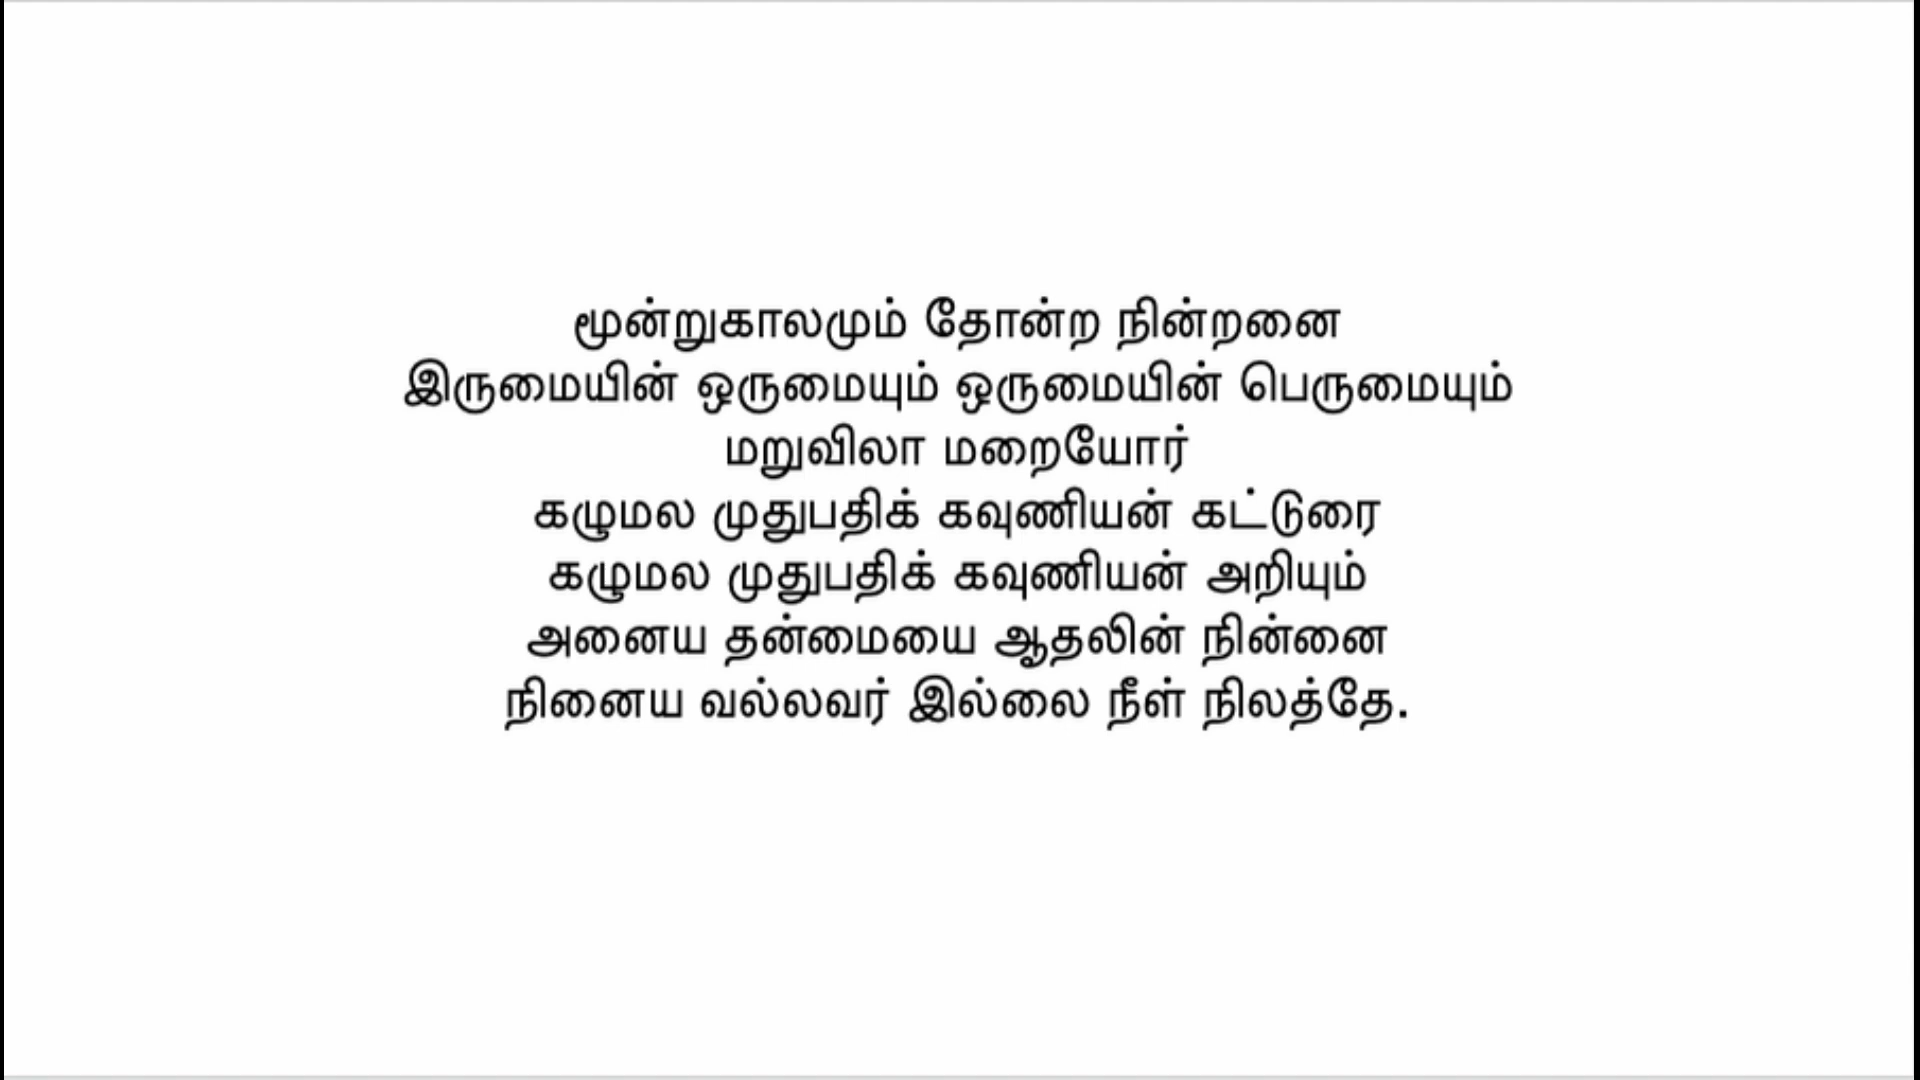 மூன்றுகாலமும் தோன்ற நின்றனை
இருமையின் ஒருமையும் ஒருமையின் பெருமையும்
மறுவிலா மறையோர்
கழுமல முதுபதிக் கவுணியன் கட்டுரை
கழுமல முதுபதிக் கவுணியன் அறியும்
அனைய தன்மையை ஆதலின் நின்னை
நினைய வல்லவர் இல்லை நீள் நிலத்தே.